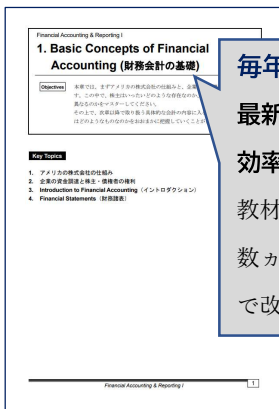 Financial Accounting & Reporting I
1. Basic Concepts of Financial
Accounting (財務会計の基礎)
Objectives
本章では、まずアメリカの株式会社の仕組みと、企業
す。この中で、株主はいったいどのような存在なのか
異なるのかをマスターしてください。
その上で、次章以降で取り扱う具体的な会計の内容に入
はどのようなものなのかをおおまかに把握していくことが
Key Topics
1. アメリカの株式会社の仕組み
2. 企業の資金調達と株主・債権者の権利
3. Introduction to Financial Accounting（イントロダクション）
4. Financial Statements（財務諸表）
Financial Accounting & Reporting I
1
毎年
最新
効率
教材
数ヵ
で改